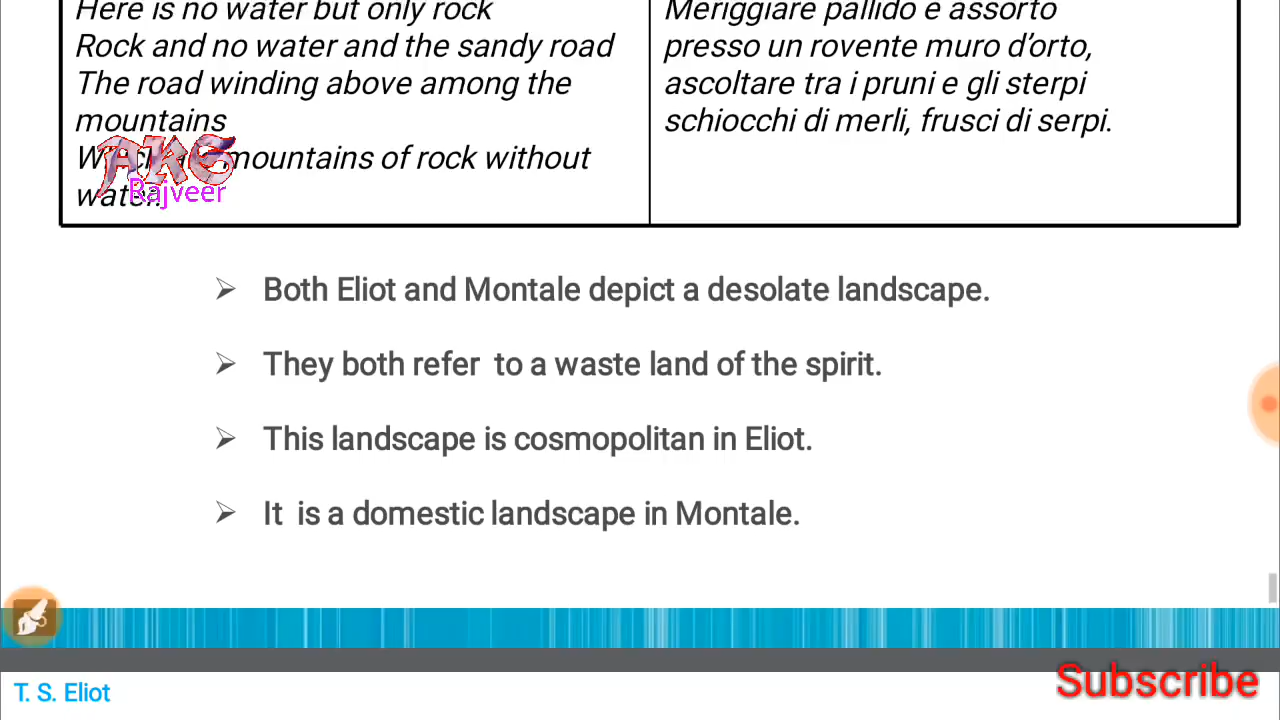 Here is no water but only rock
Rock and no water and the sandy road
The road winding above among the
mountains
mountains of rock without
water.
Meriggiare pallido e assorto
presso un rovente muro d'orto,
ascoltare tra i pruni e gli sterpi
schiocchi di merli, frusci di serpi.
AKS
Rajveer
➢ Both Eliot and Montale depict a desolate landscape.
➢ They both refer to a waste land of the spirit.
➢ This landscape is cosmopolitan in Eliot.
➢ It is a domestic landscape in Montale.
T. S. Eliot
Subscribe